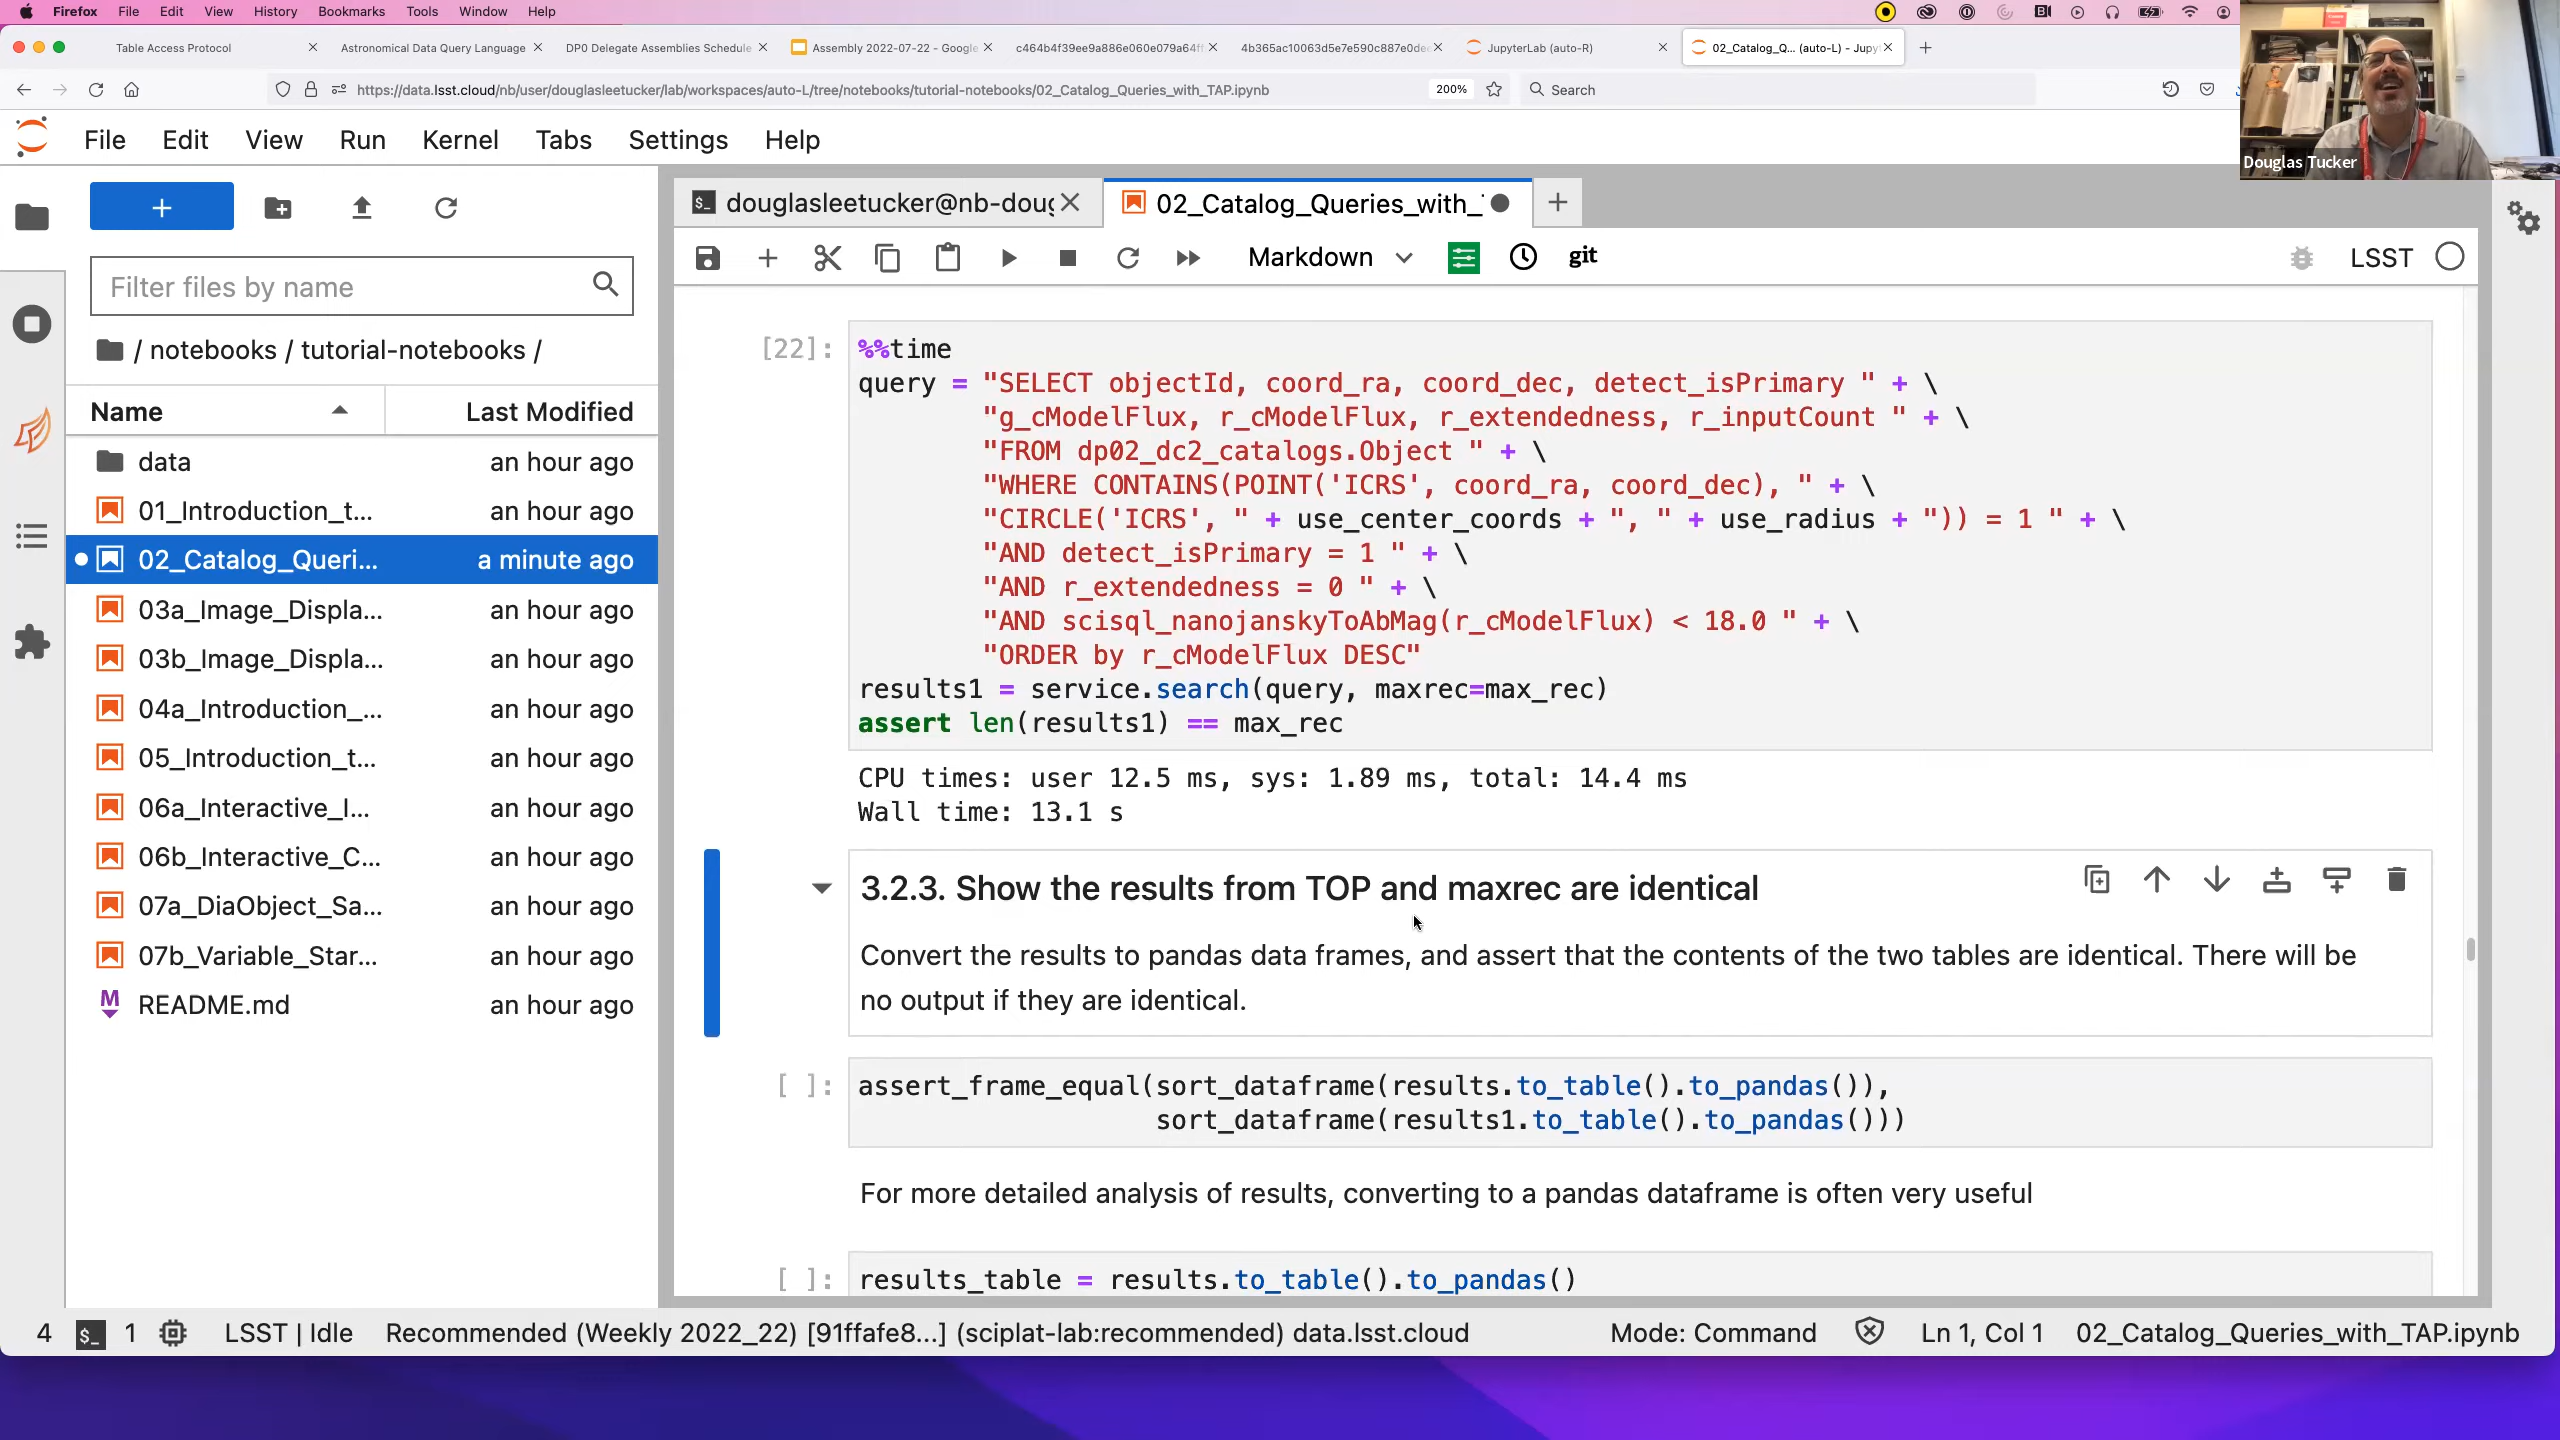 Firefox File Edit View History Bookmarks Tools Window Help
Table Access Protocol
Astronomical Data Query Language
DP0 Delegate Assemblies Schedule
Assembly 2022-07-22 - Google
c464b4f39ee9a886e060e079a64ff
4b365ac10063d5e7e590c887e0dee
JupyterLab (auto-R)
02_Catalog_Q... (auto-L) - Jupy
https://data.lsst.cloud/nb/user/douglasleetucker/lab/workspaces/auto-L/tree/notebooks/tutorial-notebooks/02_Catalog_Queries_with_TAP.ipynb
200%
Search
Douglas Tucker
File Edit View Run Kernel Tabs Settings Help
Filter files by name
/ notebooks / tutorial-notebooks /
Name Last Modified
data an hour ago
01_Introduction_t... an hour ago
02_Catalog_Queri... a minute ago
03a_Image_Displa... an hour ago
03b_Image_Displa... an hour ago
04a_Introduction_... an hour ago
05_Introduction_t... an hour ago
06a_Interactive_I... an hour ago
06b_Interactive_C... an hour ago
07a_DiaObject_Sa... an hour ago
07b_Variable_Star... an hour ago
README.md an hour ago
douglasleetucker@nb-doug
02_Catalog_Queries_with_
Markdown
git
LSST
[22]:
%%time
query = "SELECT objectId, coord_ra, coord_dec, detect_isPrimary " + \
"g_cModelFlux, r_cModelFlux, r_extendedness, r_inputCount " + \
"FROM dp02_dc2_catalogs.Object " + \
"WHERE CONTAINS(POINT('ICRS', coord_ra, coord_dec), " + \
"CIRCLE('ICRS', " + use_center_coords + ", " + use_radius + ")) = 1 " + \
"AND detect_isPrimary = 1 " + \
"AND r_extendedness = 0 " + \
"AND scisql_nanojanskyToAbMag(r_cModelFlux) < 18.0 " + \
"ORDER by r_cModelFlux DESC"
results1 = service.search(query, maxrec=max_rec)
assert len(results1) == max_rec
CPU times: user 12.5 ms, sys: 1.89 ms, total: 14.4 ms
Wall time: 13.1 s
3.2.3. Show the results from TOP and maxrec are identical
Convert the results to pandas data frames, and assert that the contents of the two tables are identical. There will be
no output if they are identical.
[ ]:
assert_frame_equal(sort_dataframe(results.to_table().to_pandas()),
sort_dataframe(results1.to_table().to_pandas()))
For more detailed analysis of results, converting to a pandas dataframe is often very useful
[ ]:
results_table = results.to_table().to_pandas()
4 $_ 1 LSST | Idle Recommended (Weekly 2022_22) [91ffafe8...] (sciplat-lab:recommended) data.lsst.cloud
Mode: Command Ln 1, Col 1 02_Catalog_Queries_with_TAP.ipynb